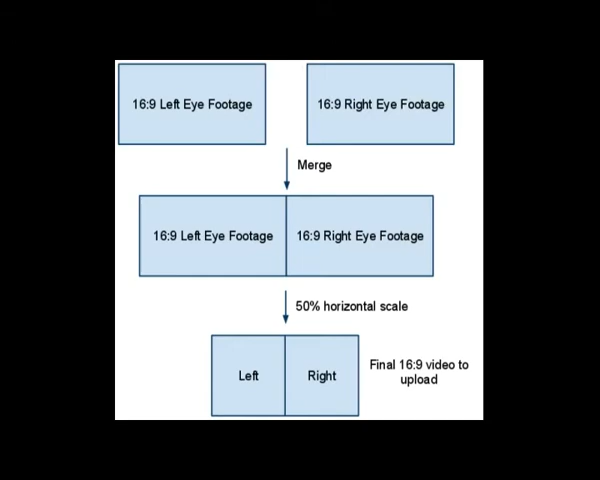 16:9 Left Eye Footage
16:9 Right Eye Footage
Merge
16:9 Left Eye Footage
16:9 Right Eye Footage
50% horizontal scale
Left
Right
Final 16:9 video to
upload